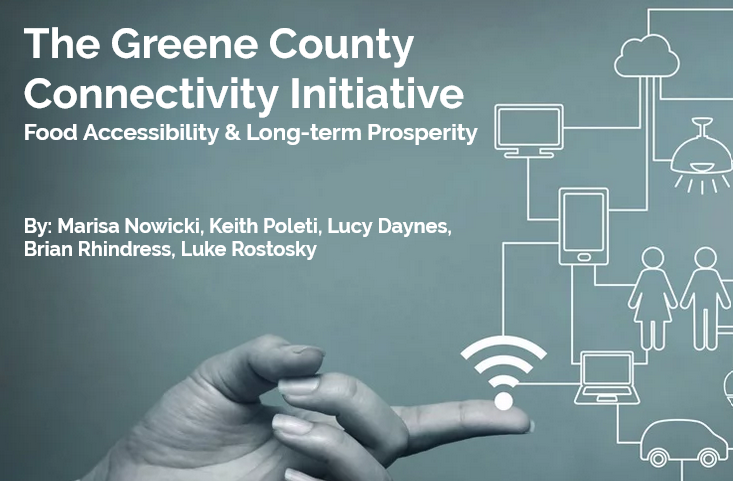 The Greene County
Connectivity Initiative
Food Accessibility & Long-term Prosperity
By: Marisa Nowicki, Keith Poleti, Lucy Daynes,
Brian Rhindress, Luke Rostosky